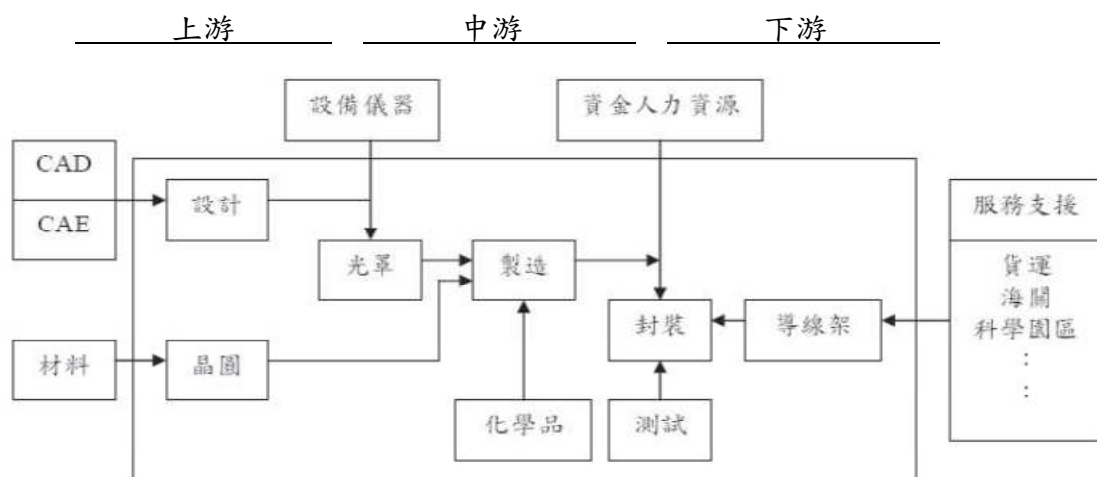 上游 中游 下游
設備儀器 資金人力資源
CAD
CAE
設計
服務支援
光罩
製造
貨運
海關
科學園區
:
:
封裝
導線架
材料
晶圓
化學品
測試